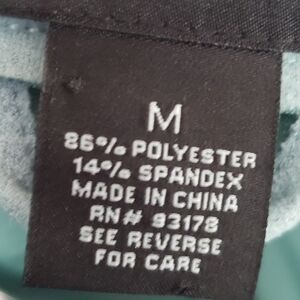 M
86% POLYESTER
14% SPANDEX
MADE IN CHINA
RN# 93178
SEE REVERSE
FOR CARE